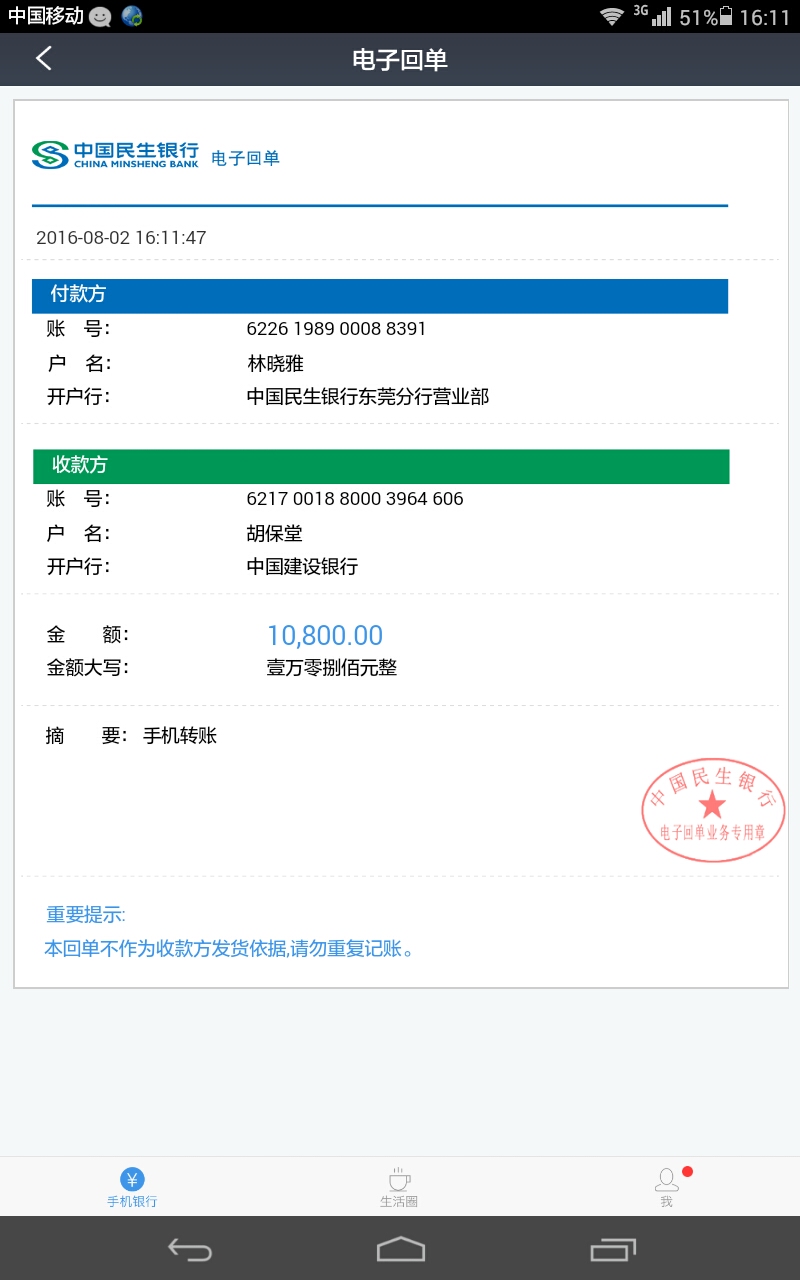 中国移动 3G 51% 16:11
电子回单
中国民生银行 电子回单
CHINA MINSHENG BANK
2016-08-02 16:11:47
付款方
账 号: 6226 1989 0008 8391
户 名: 林晓雅
开户行: 中国民生银行东莞分行营业部
收款方
账 号: 6217 0018 8000 3964 606
户 名: 胡保堂
开户行: 中国建设银行
金 额: 10,800.00
金额大写: 壹万零捌佰元整
摘 要: 手机转账
中国民生银行
电子回单业务专用章
重要提示:
本回单不作为收款方发货依据,请勿重复记账。
¥
手机银行 生活圈 我